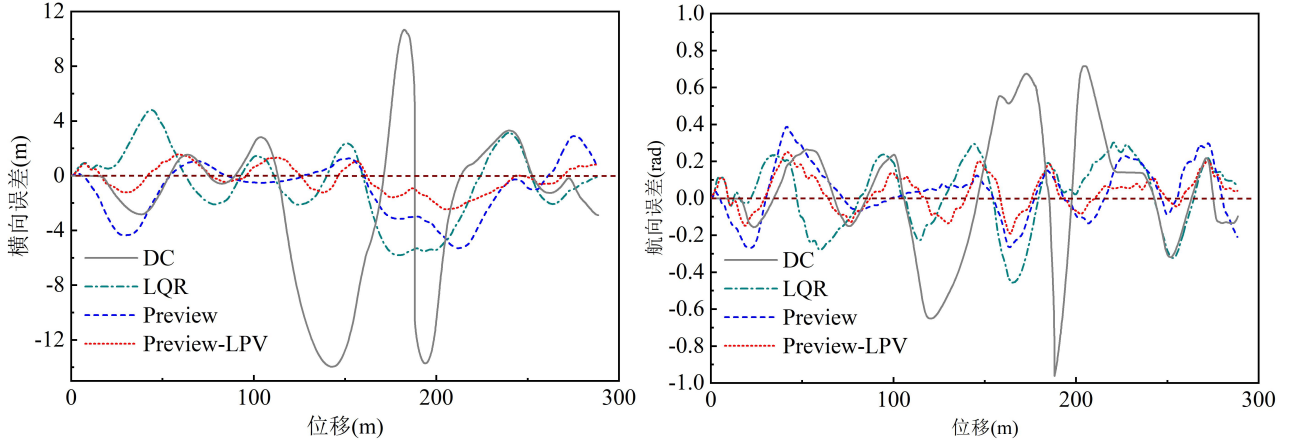 12
8
4
0
-4
-8
-12
横向误差(m)
DC
LQR
Preview
Preview-LPV
0
100
200
300
位移(m)
1.0
0.8
0.6
0.4
0.2
0.0
-0.2
-0.4
-0.6
-0.8
-1.0
航向误差(rad)
DC
LQR
Preview
Preview-LPV
0
100
200
300
位移(m)